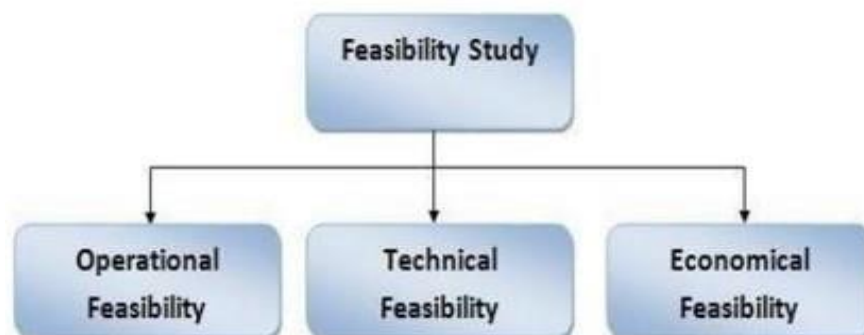 Feasibility Study
Operational
Feasibility
Technical
Feasibility
Economical
Feasibility